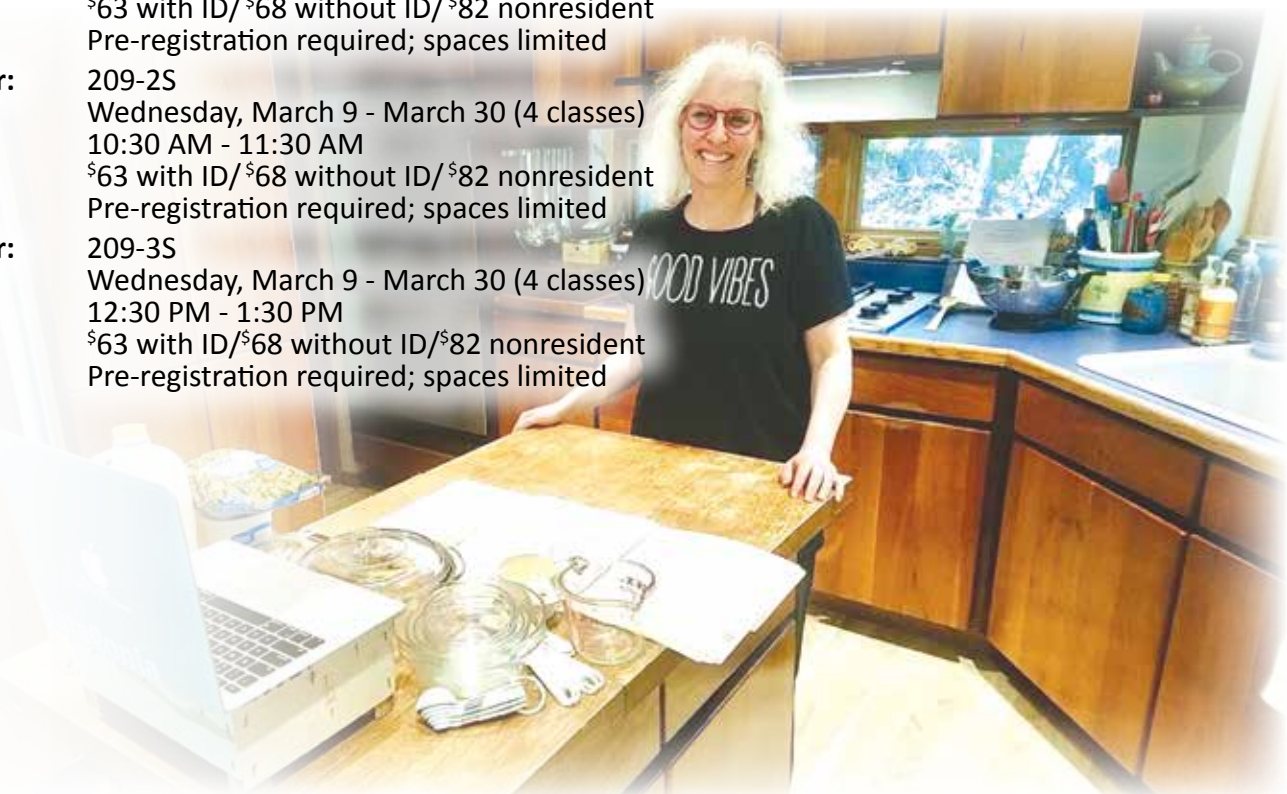 $63 with ID/ $68 without ID/ $82 nonresident
Pre-registration required; spaces limited
r: 209-2S
Wednesday, March 9 - March 30 (4 classes)
10:30 AM - 11:30 AM
$63 with ID/ $68 without ID/ $82 nonresident
Pre-registration required; spaces limited
r: 209-3S
Wednesday, March 9 - March 30 (4 classes)
12:30 PM - 1:30 PM
$63 with ID/$68 without ID/$82 nonresident
Pre-registration required; spaces limited
GOOD VIBES